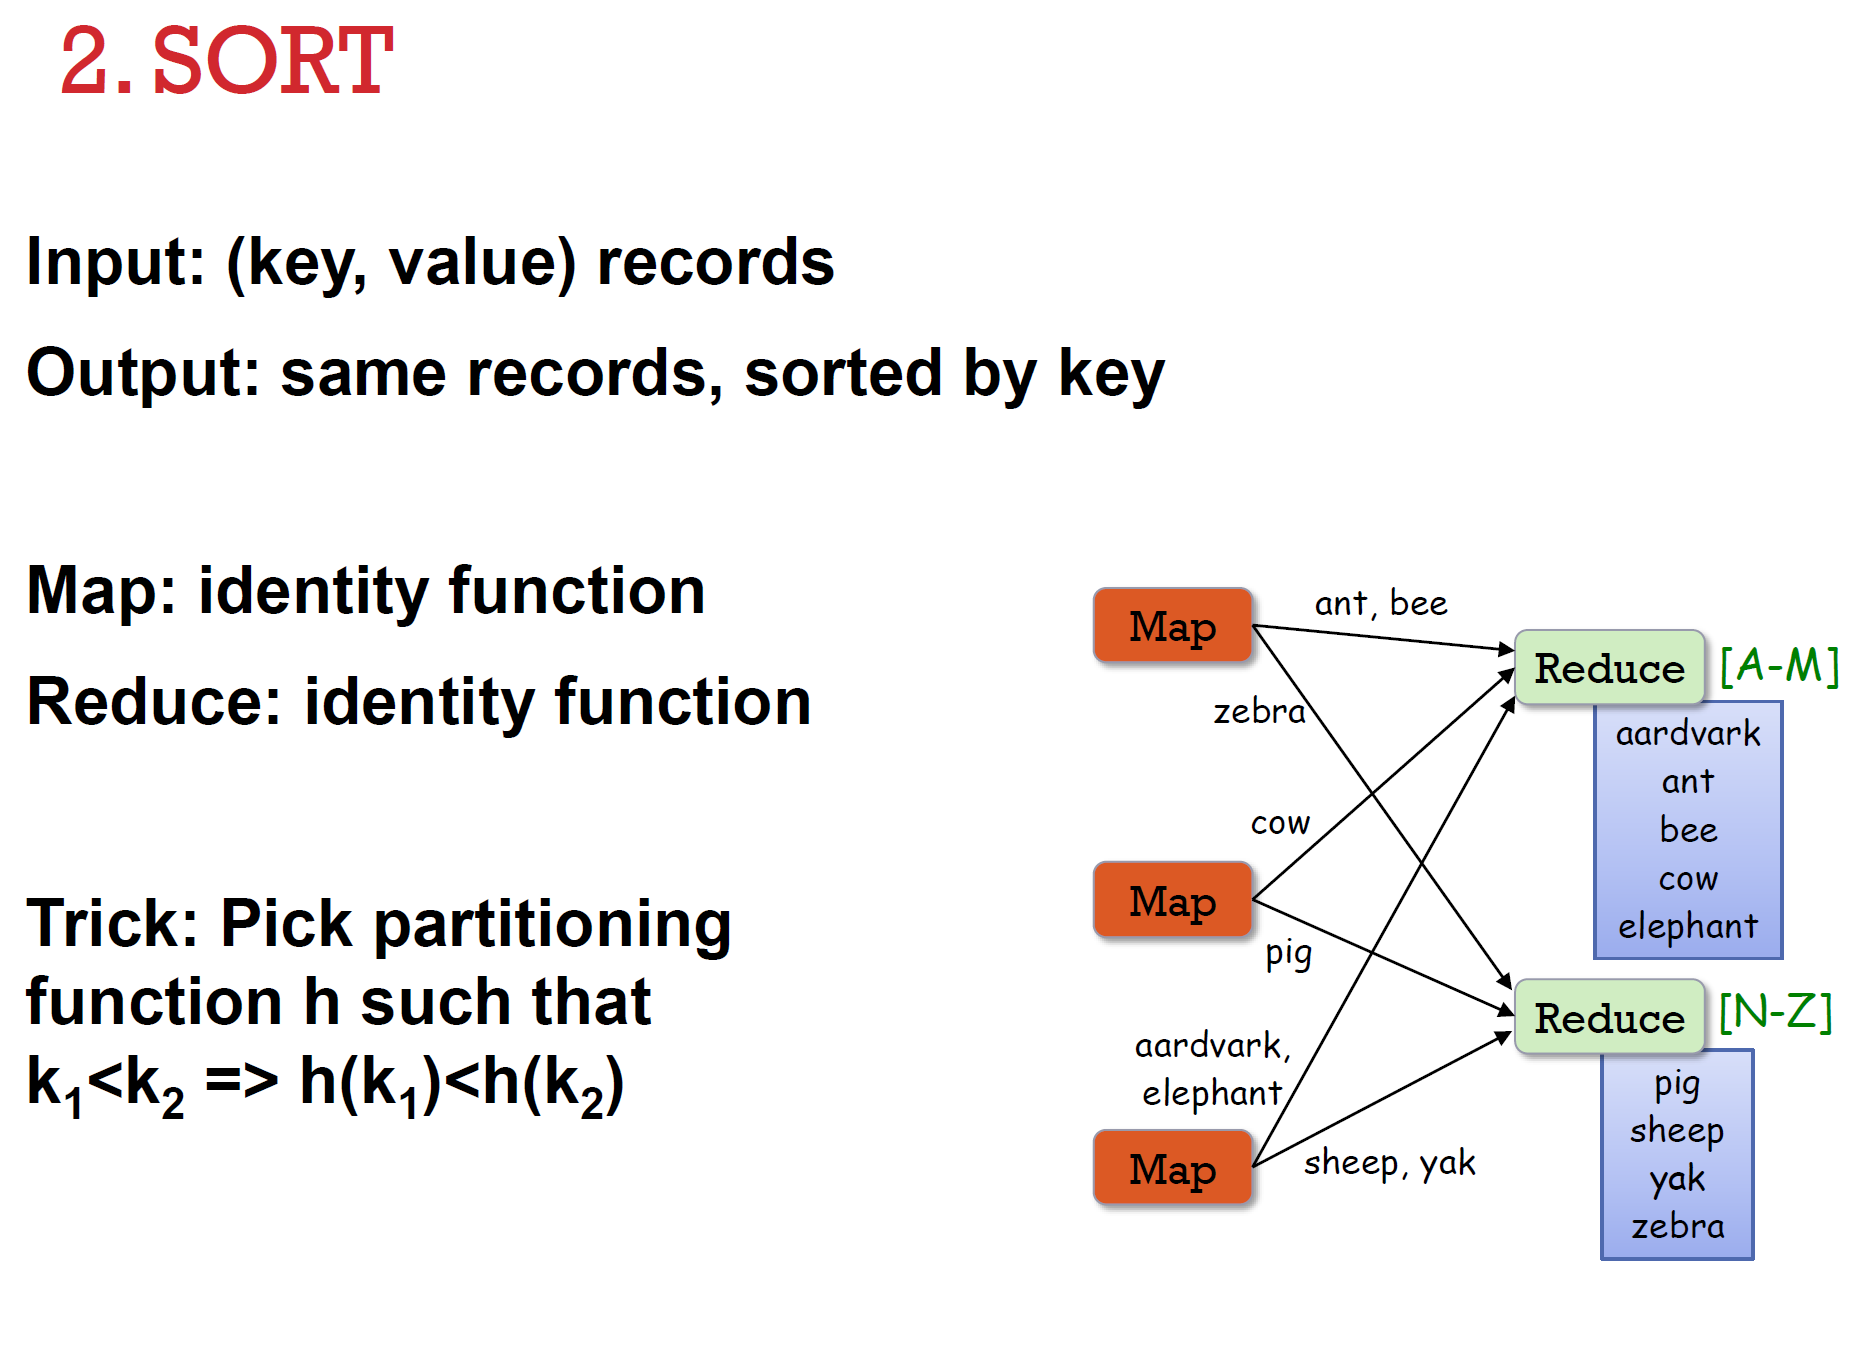 2. SORT
Input: (key, value) records
Output: same records, sorted by key
Map: identity function
Reduce: identity function
Trick: Pick partitioning
function h such that
k₁<k₂ => h(k₁)<h(k₂)
Map
ant, bee
zebra
Map
cow
pig
aardvark,
elephant
Map
sheep, yak
Reduce
[A-M]
aardvark
ant
bee
cow
elephant
Reduce
[N-Z]
pig
sheep
yak
zebra